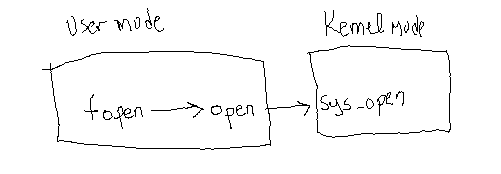 User mode
Kernel Mode
fopen
open
sys_open